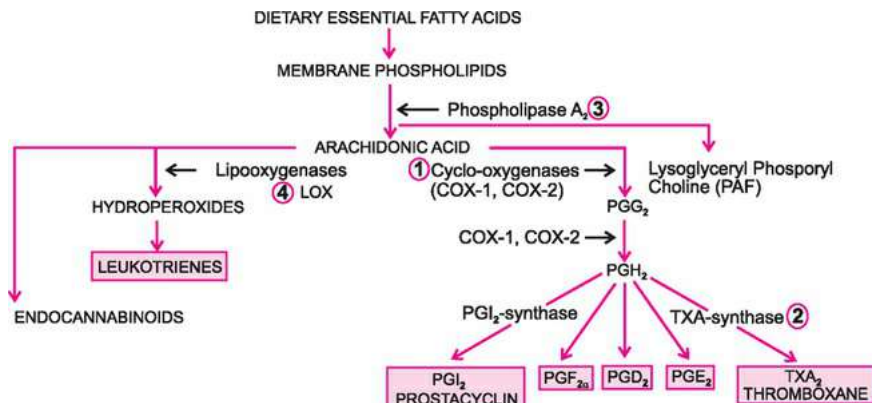 DIETARY ESSENTIAL FATTY ACIDS
MEMBRANE PHOSPHOLIPIDS
Phospholipase A₂ 3
ARACHIDONIC ACID
Lipooxygenases
4 LOX
1 Cyclo-oxygenases
(COX-1, COX-2)
Lysoglyceryl Phosporyl
Choline (PAF)
HYDROPEROXIDES
PGG₂
COX-1, COX-2
LEUKOTRIENES
PGH₂
ENDOCANNABINOIDS
PGI₂-synthase
TXA-synthase 2
PGI₂
PROSTACYCLIN
PGF₂α
PGD₂
PGE₂
TXA₂
THROMBOXANE